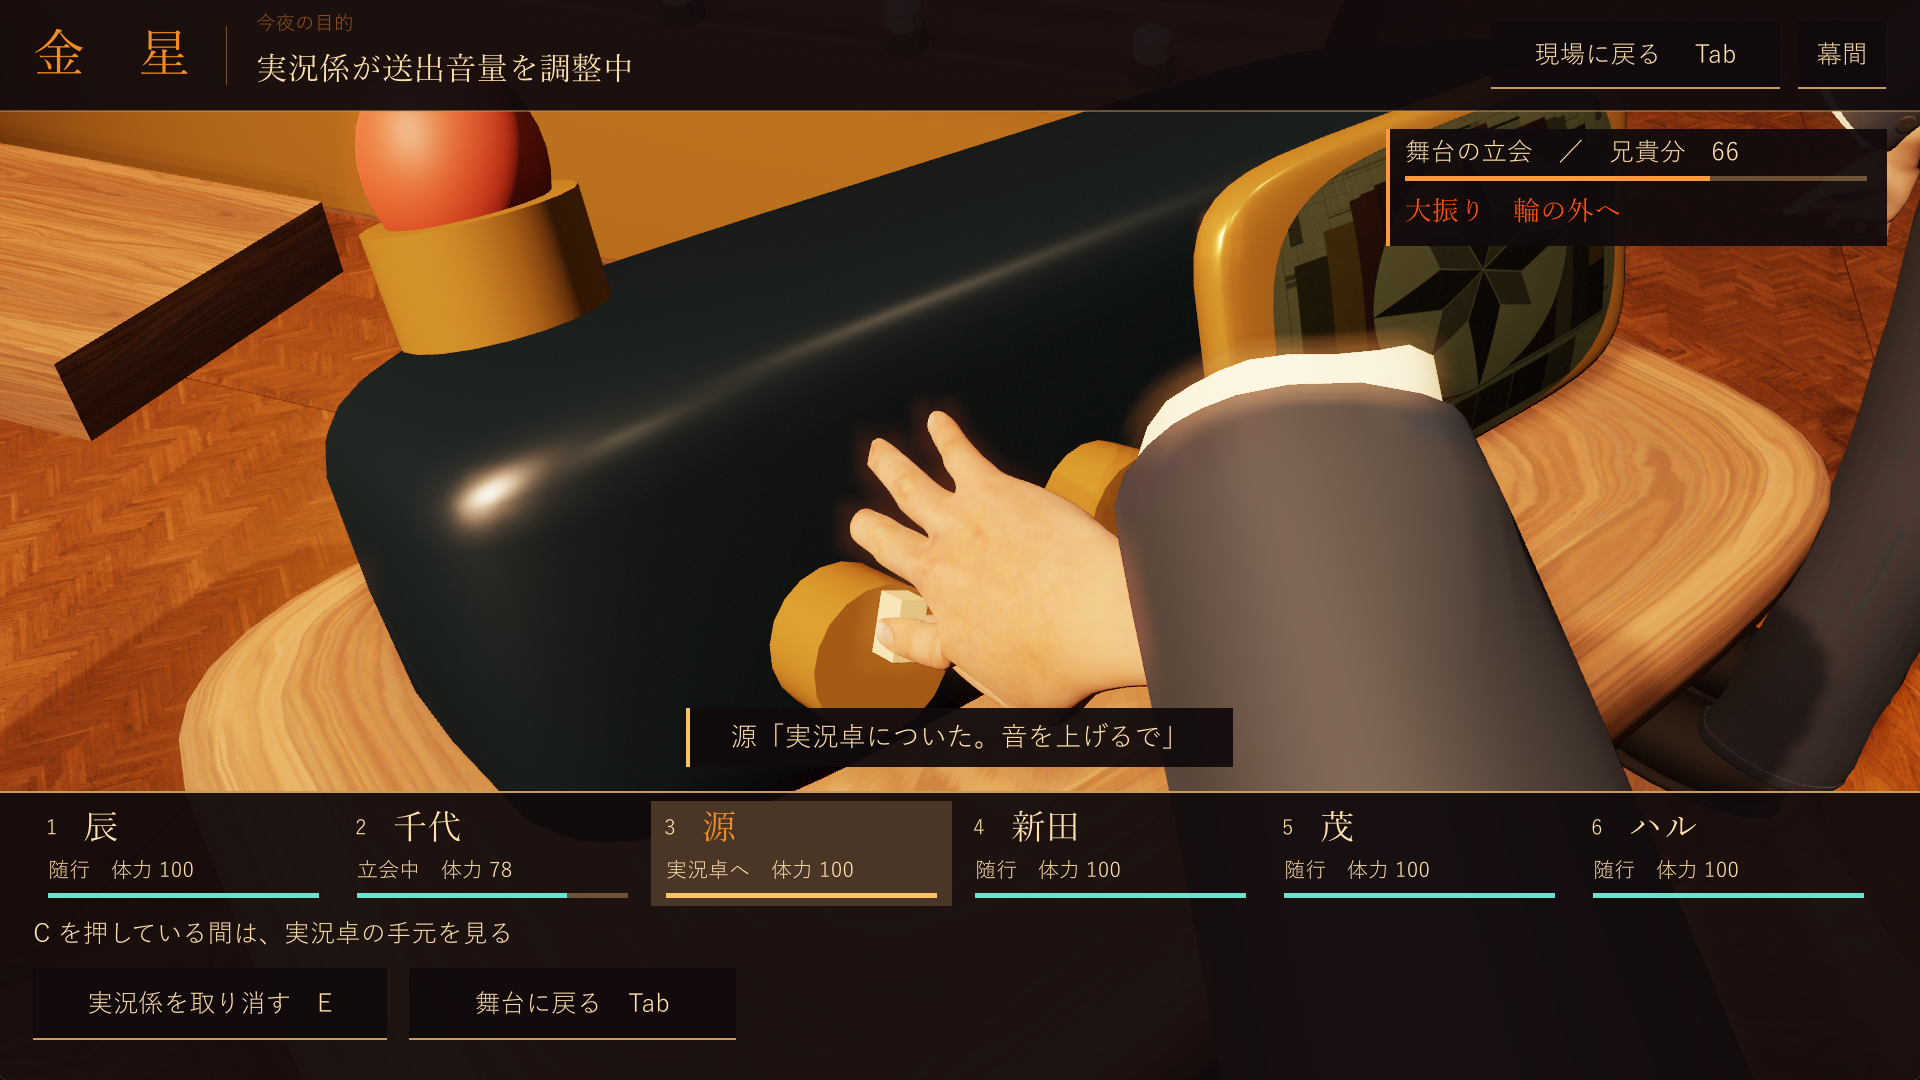 金 星
今夜の目的
実況係が送出音量を調整中
現場に戻る Tab
幕間
舞台の立会 ／ 兄貴分 66
大振り 輪の外へ
源「実況卓についた。音を上げるで」
1 辰
随行 体力 100
2 千代
立会中 体力 78
3 源
実況卓へ 体力 100
4 新田
随行 体力 100
5 茂
随行 体力 100
6 ハル
随行 体力 100
C を押している間は、実況卓の手元を見る
実況係を取り消す E
舞台に戻る Tab